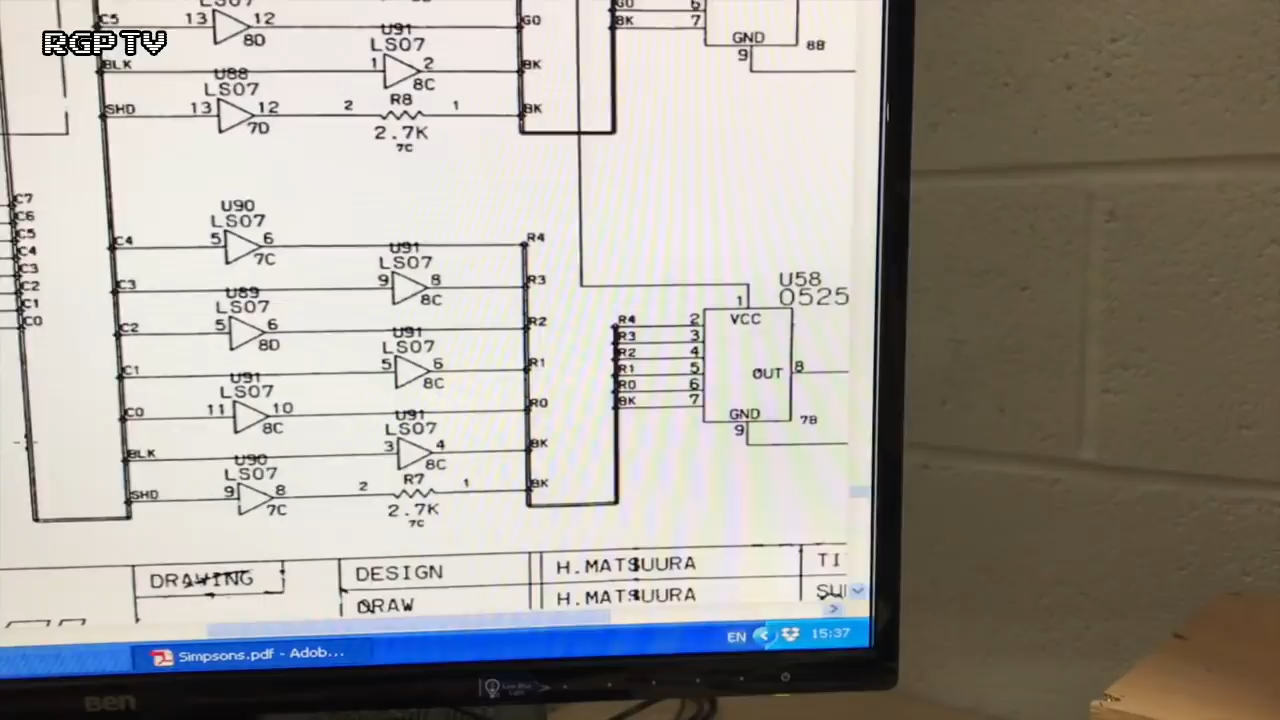 RGPTV
C5
13
12
8D
U91
LS07
1
2
8C
G0
G0
6
BK
7
GND
9
88
BLK
BK
U88
LS07
SHD
13
12
7D
2
R8
1
2.7K
7C
BK
C7
C6
C5
C4
C3
C2
C1
C0
U90
LS07
C4
5
6
7C
R4
U91
LS07
C3
9
8
8C
R3
U89
LS07
C2
5
6
8D
R2
U91
LS07
C1
5
6
8C
R1
U91
LS07
C0
11
10
8C
R0
U91
LS07
BLK
3
4
8C
BK
U90
LS07
SHD
9
8
7C
2
R7
1
2.7K
7C
BK
U58
0525
1
VCC
R4 2
R3 3
R2 4
R1 5
R0 6
BK 7
OUT 8
GND
9
7B
DRAWING
DESIGN
H.MATSUURA
TI
DRAW
H.MATSUURA
SU
EN
15:37
Simpsons.pdf - Adob...
Ben